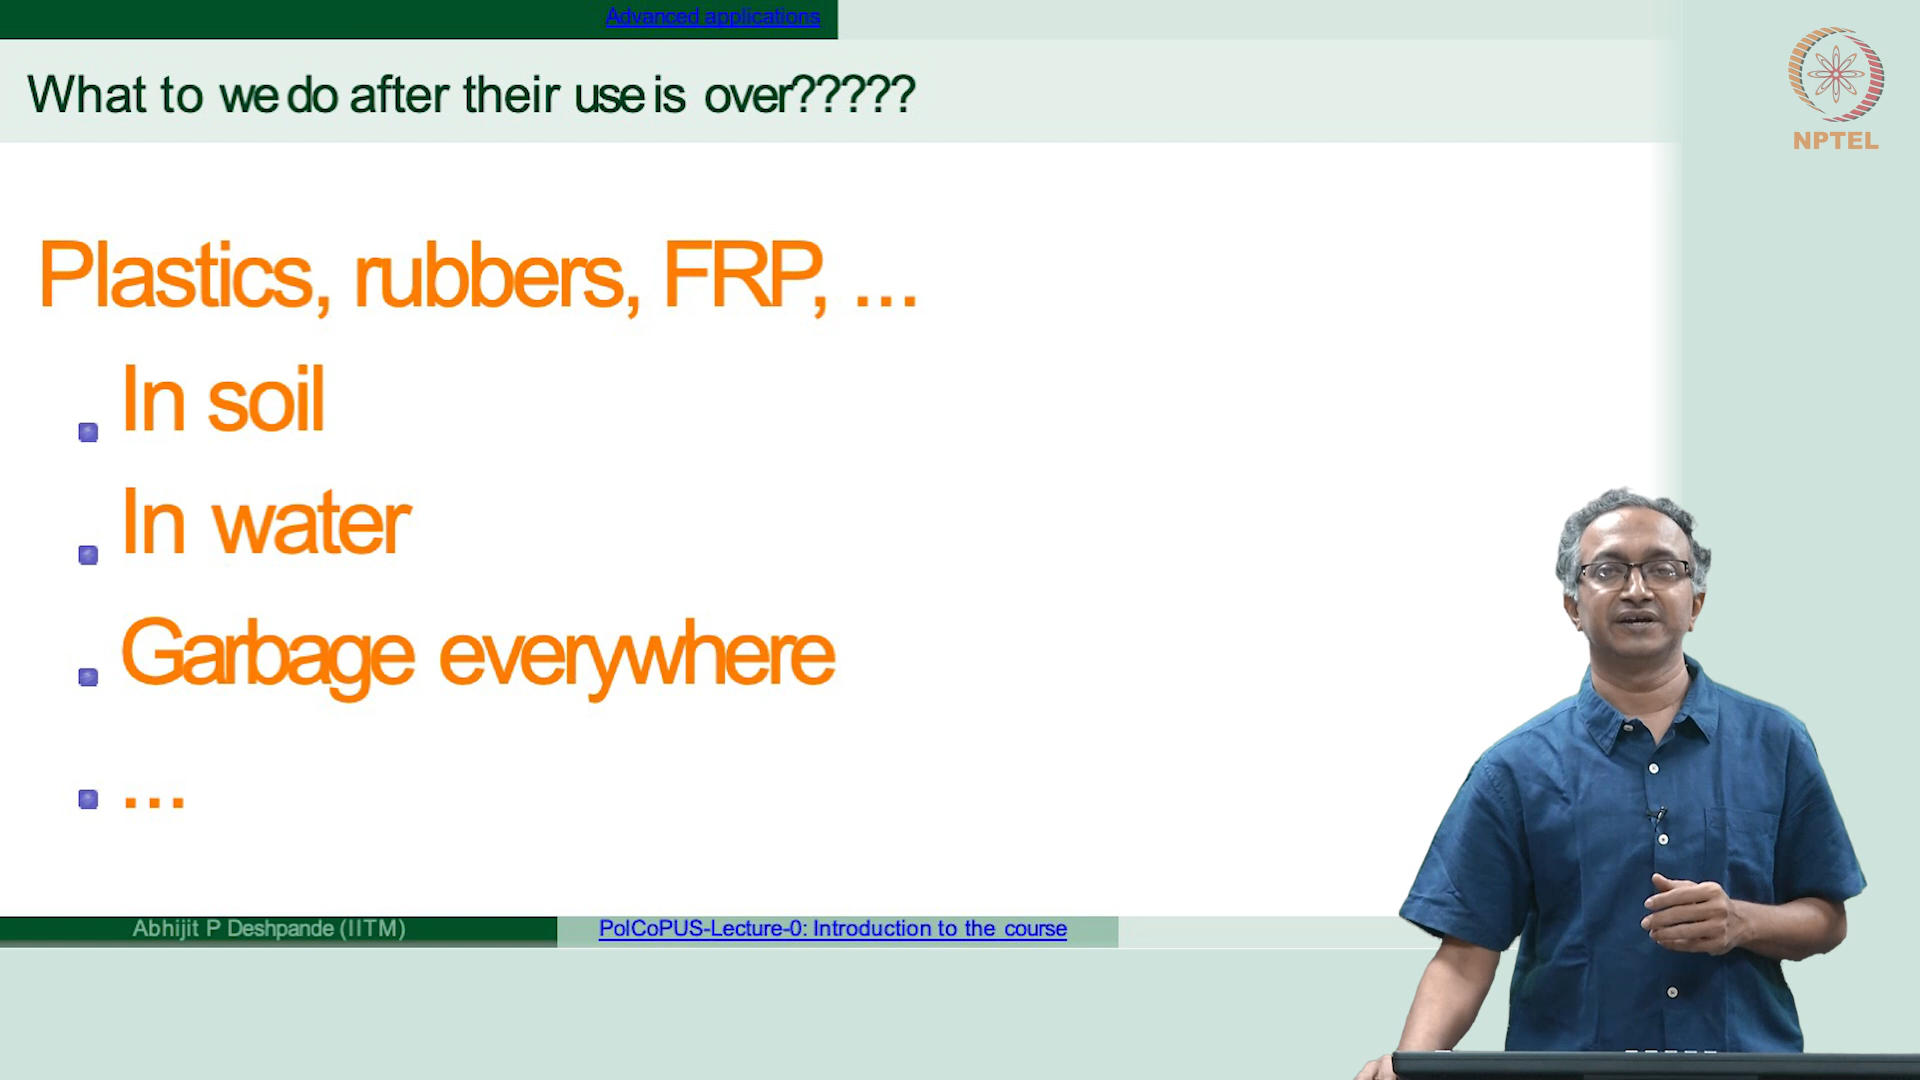 Advanced applications
What to we do after their use is over?????
NPTEL
Plastics, rubbers, FRP, ...
In soil
In water
Garbage everywhere
...
Abhijit P Deshpande (IITM)
PolCoPUS-Lecture-0: Introduction to the course